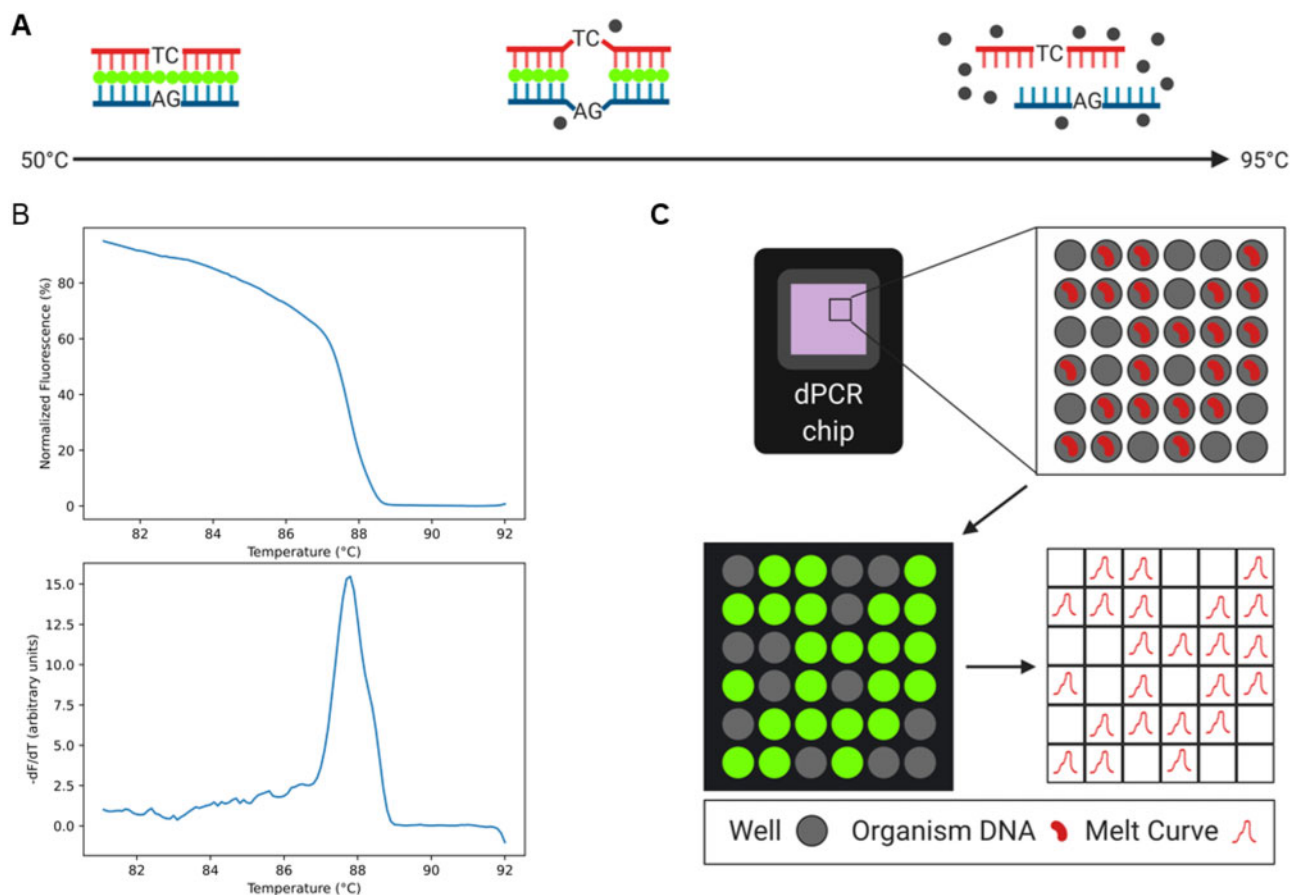 A
TC
AG
TC
AG
TC
AG
50°C
95°C
B
Normalized Fluorescence (%)
80
60
40
20
0
82 84 86 88 90 92
Temperature (°C)
-dF/dT (arbitrary units)
15.0
12.5
10.0
7.5
5.0
2.5
0.0
82 84 86 88 90 92
Temperature (°C)
C
dPCR
chip
Well Organism DNA Melt Curve